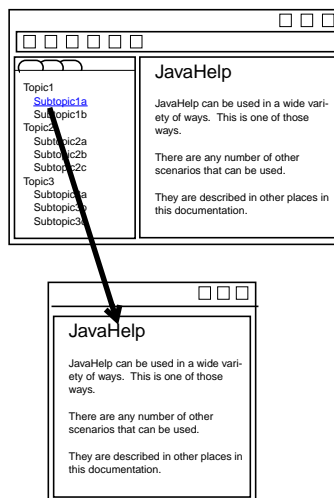 Topic1
Subtopic1a
Subtopic1b
Topic2
Subtopic2a
Subtopic2b
Subtopic2c
Topic3
Subtopic3a
Subtopic3b
Subtopic3c
JavaHelp
JavaHelp can be used in a wide vari-
ety of ways. This is one of those
ways.
There are any number of other
scenarios that can be used.
They are described in other places in
this documentation.
JavaHelp
JavaHelp can be used in a wide vari-
ety of ways. This is one of those
ways.
There are any number of other
scenarios that can be used.
They are described in other places in
this documentation.